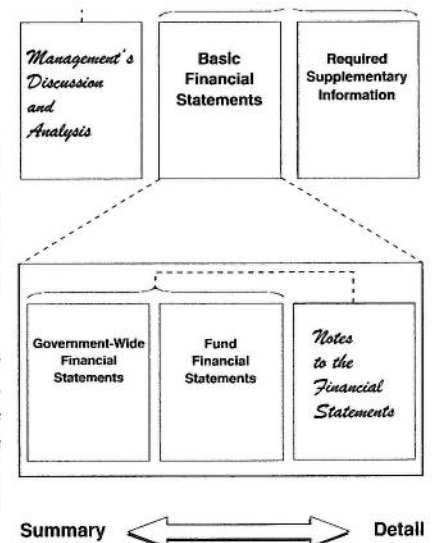 Management's
Discussion
and
Analysis
Basic
Financial
Statements
Required
Supplementary
Information
Government-Wide
Financial
Statements
Fund
Financial
Statements
Notes
to the
Financial
Statements
Summary
Detail